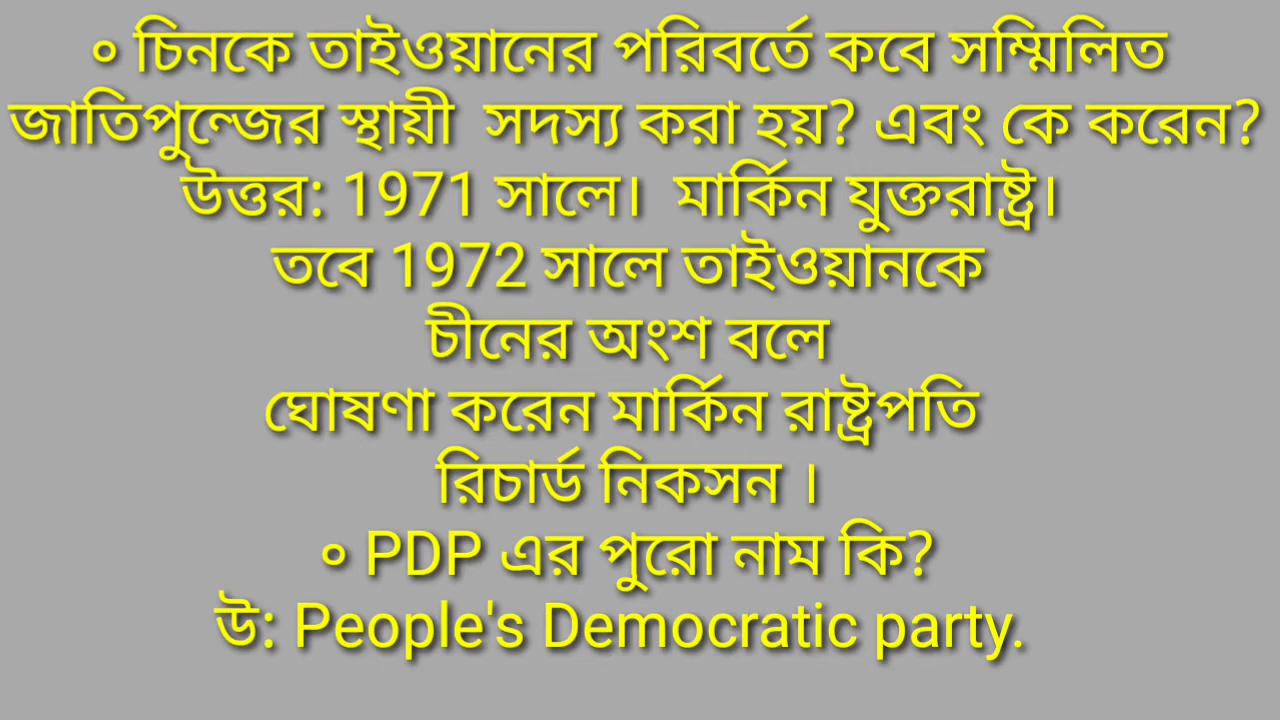 ° চিনকে তাইওয়ানের পরিবর্তে কবে সম্মিলিত
জাতিপুন্জের স্থায়ী সদস্য করা হয়? এবং কে করেন?
উত্তর: 1971 সালে। মার্কিন যুক্তরাষ্ট্র।
তবে 1972 সালে তাইওয়ানকে
চীনের অংশ বলে
ঘোষণা করেন মার্কিন রাষ্ট্রপতি
রিচার্ড নিকসন ।
° PDP এর পুরো নাম কি?
উ: People's Democratic party.